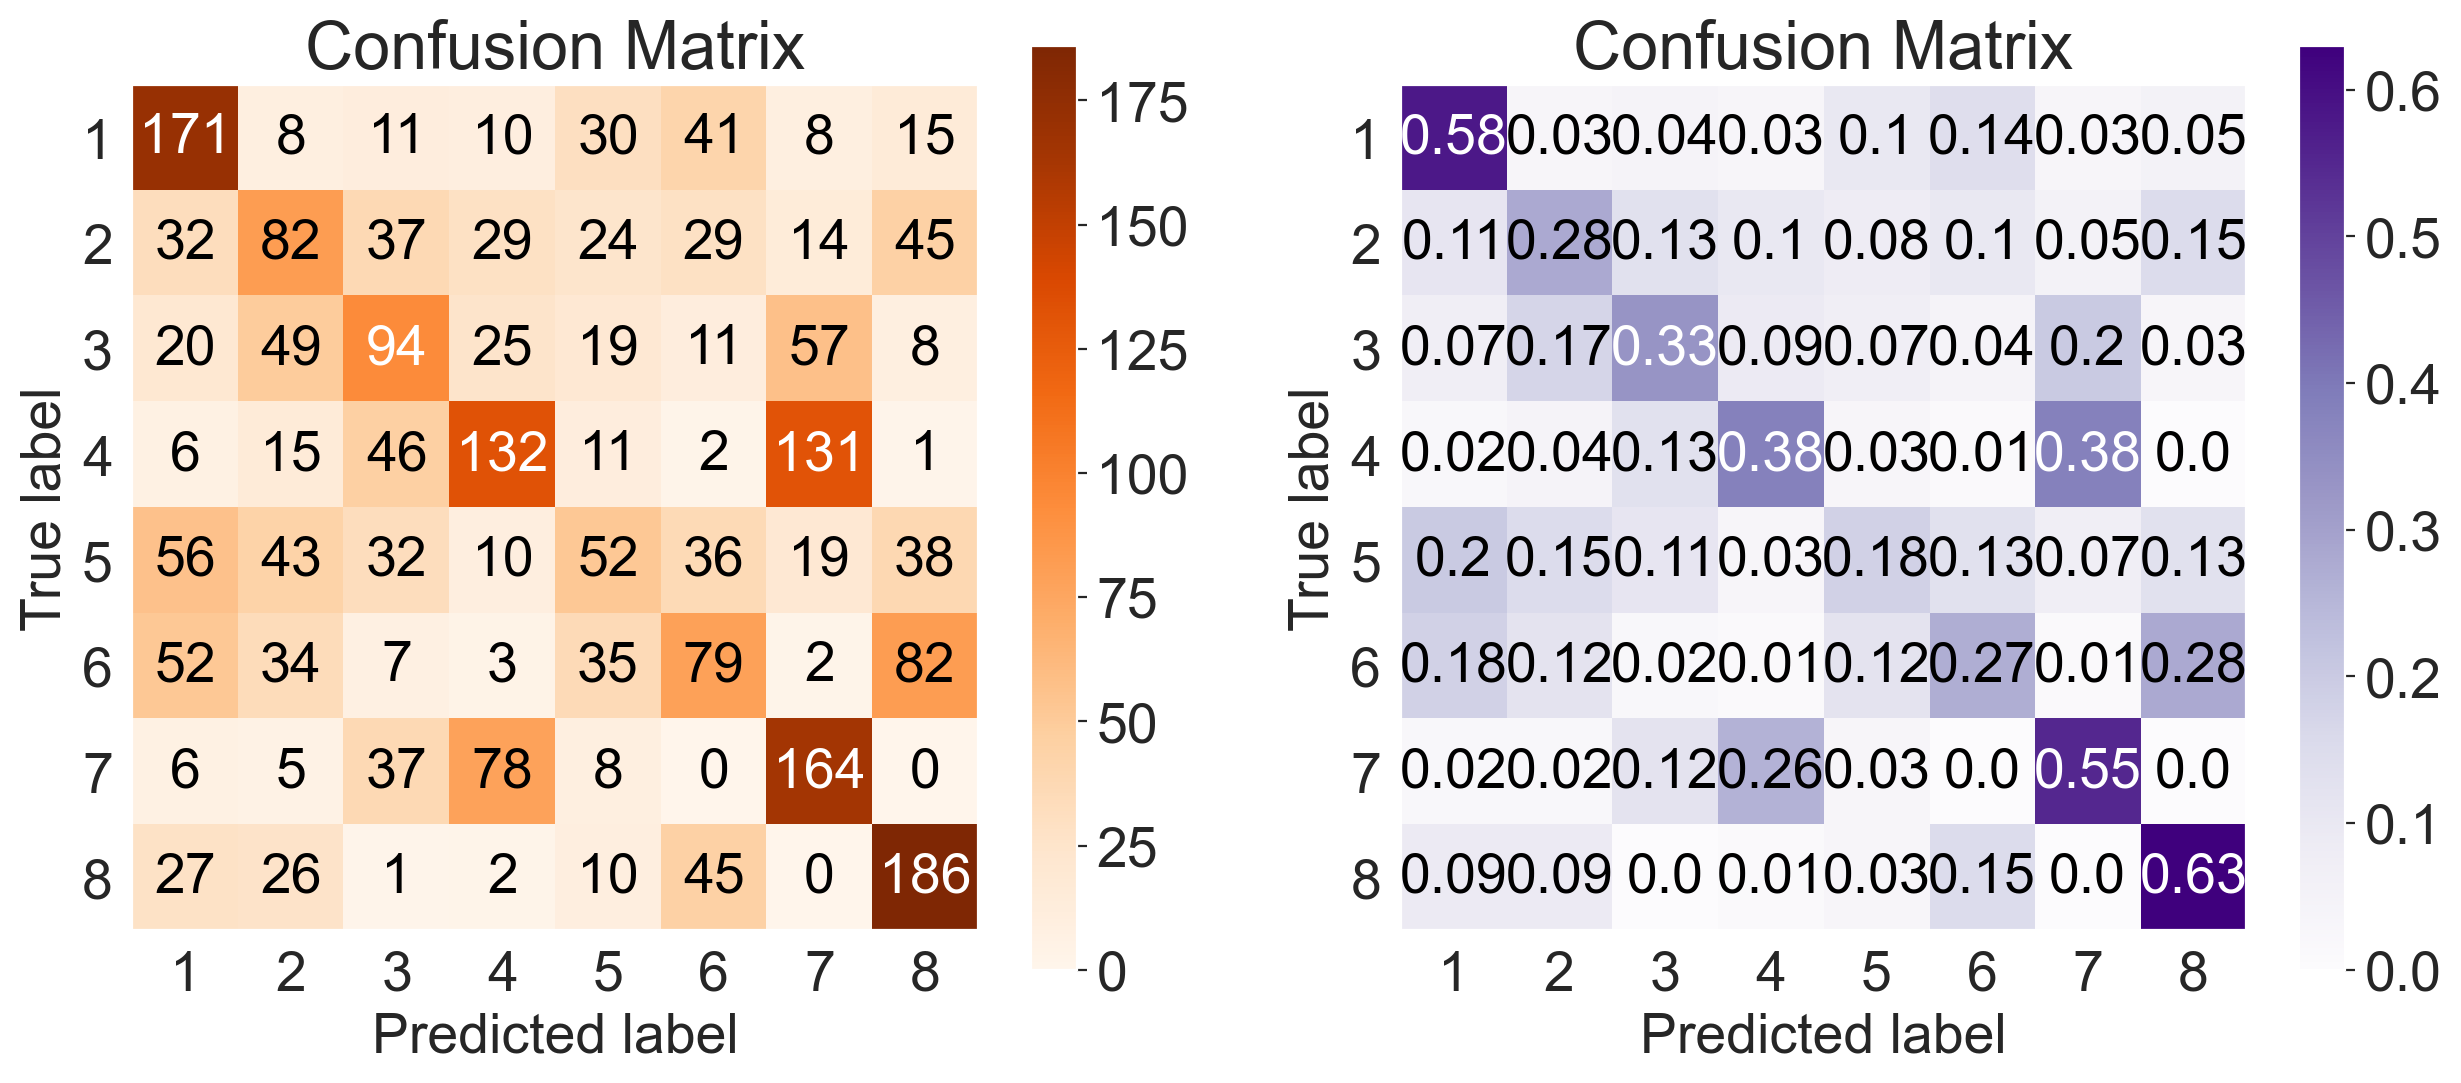 Confusion Matrix
1 171 8 11 10 30 41 8 15
2 32 82 37 29 24 29 14 45
3 20 49 94 25 19 11 57 8
4 6 15 46 132 11 2 131 1
5 56 43 32 10 52 36 19 38
6 52 34 7 3 35 79 2 82
7 6 5 37 78 8 0 164 0
8 27 26 1 2 10 45 0 186
1 2 3 4 5 6 7 8
Predicted label
True label
175
150
125
100
75
50
25
0
Confusion Matrix
1 0.58 0.03 0.04 0.03 0.1 0.14 0.03 0.05
2 0.11 0.28 0.13 0.1 0.08 0.1 0.05 0.15
3 0.07 0.17 0.33 0.09 0.07 0.04 0.2 0.03
4 0.02 0.04 0.13 0.38 0.03 0.01 0.38 0.0
5 0.2 0.15 0.11 0.03 0.18 0.13 0.07 0.13
6 0.18 0.12 0.02 0.01 0.12 0.27 0.01 0.28
7 0.02 0.02 0.12 0.26 0.03 0.0 0.55 0.0
8 0.09 0.09 0.0 0.01 0.03 0.15 0.0 0.63
1 2 3 4 5 6 7 8
Predicted label
True label
0.6
0.5
0.4
0.3
0.2
0.1
0.0